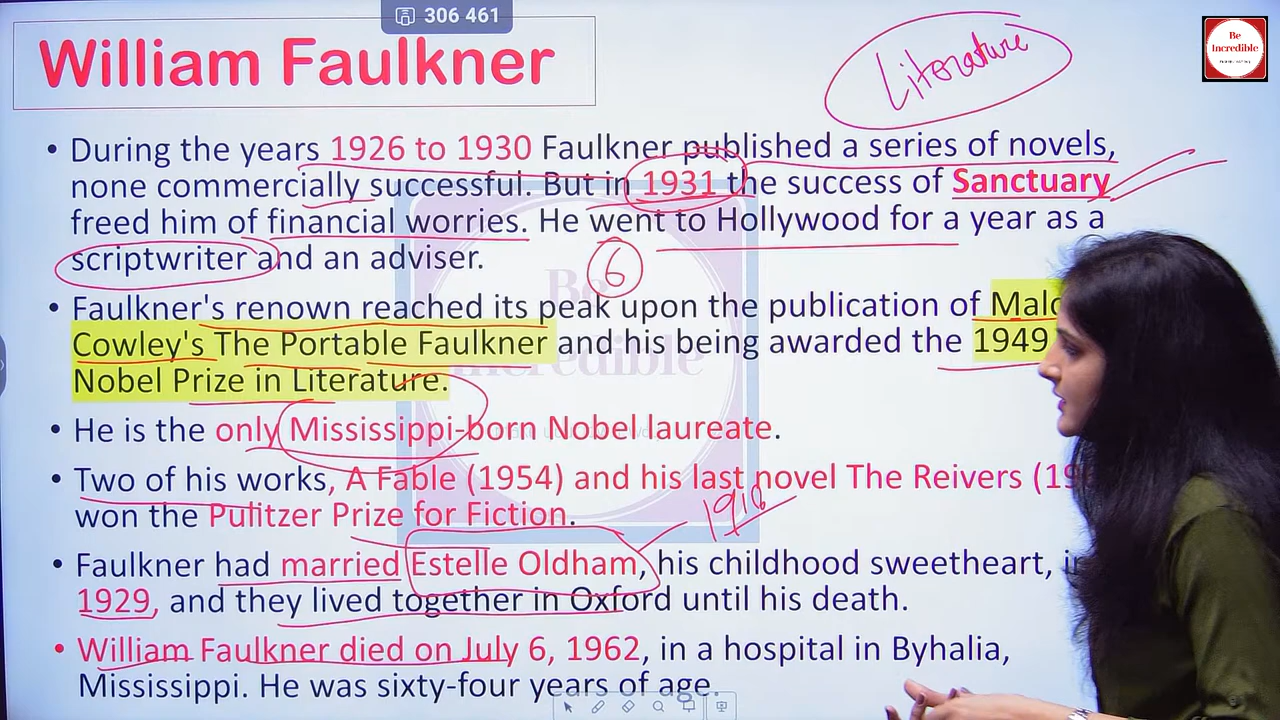 306 461
William Faulkner
Literature
Be
Incredible
• During the years 1926 to 1930 Faulkner published a series of novels,
none commercially successful. But in 1931 the success of Sanctuary
freed him of financial worries. He went to Hollywood for a year as a
scriptwriter and an adviser.
6
• Faulkner's renown reached its peak upon the publication of
Cowley's The Portable Faulkner and his being awarded the 1949
Nobel Prize in Literature.
• He is the only Mississippi-born Nobel laureate.
• Two of his works, A Fable (1954) and his last novel The Reivers
won the Pulitzer Prize for Fiction.
1918
• Faulkner had married Estelle Oldham, his childhood sweetheart, in
1929, and they lived together in Oxford until his death.
• William Faulkner died on July 6, 1962, in a hospital in Byhalia,
Mississippi. He was sixty-four years of age.